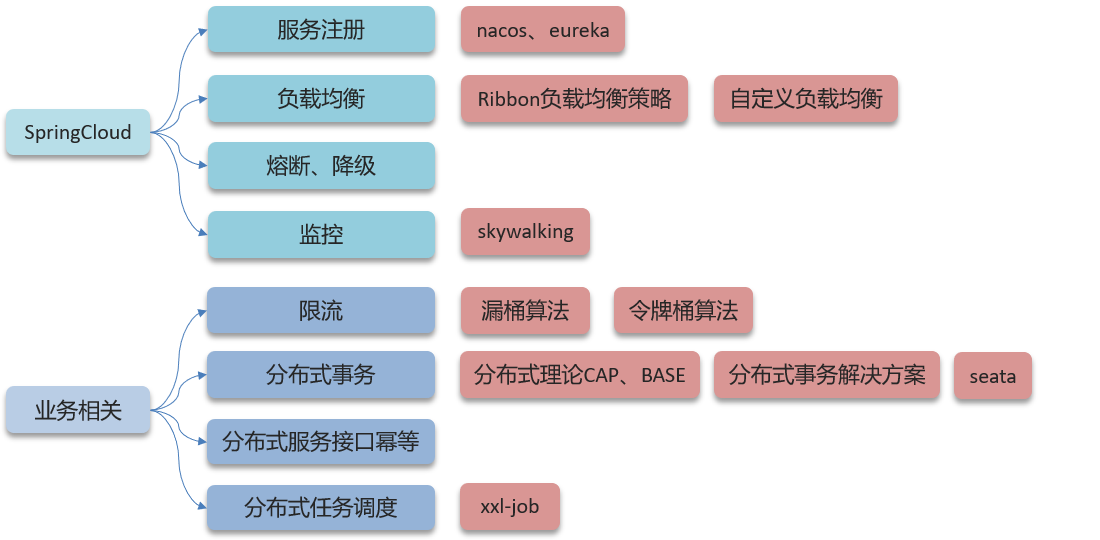 服务注册 nacos、eureka
负载均衡 Ribbon负载均衡策略 自定义负载均衡
SpringCloud
熔断、降级
监控 skywalking
限流 漏桶算法 令牌桶算法
分布式事务 分布式理论CAP、BASE 分布式事务解决方案 seata
业务相关
分布式服务接口幂等
分布式任务调度 xxl-job